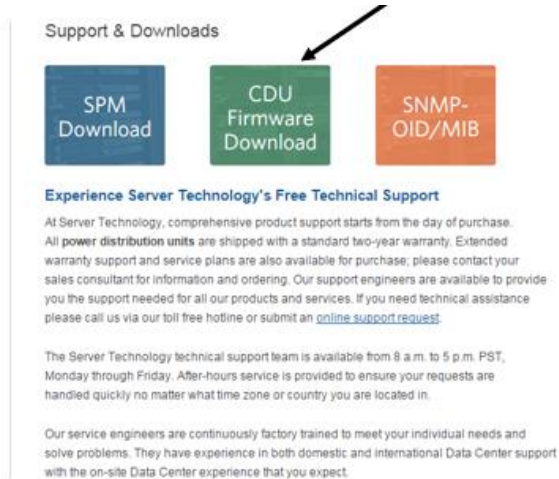 Support & Downloads
SPM
Download
CDU
Firmware
Download
SNMP-
OID/MIB
Experience Server Technology's Free Technical Support
At Server Technology, comprehensive product support starts from the day of purchase.
All power distribution units are shipped with a standard two-year warranty. Extended
warranty support and service plans are also available for purchase; please contact your
sales consultant for information and ordering. Our support engineers are available to provide
you the support needed for all our products and services. If you need technical assistance
please call us via our toll free hotline or submit an online support request.
The Server Technology technical support team is available from 8 a.m. to 5 p.m. PST,
Monday through Friday. After-hours service is provided to ensure your requests are
handled quickly no matter what time zone or country you are located in.
Our service engineers are continuously factory trained to meet your individual needs and
solve problems. They have experience in both domestic and international Data Center support
with the on-site Data Center experience that you expect.